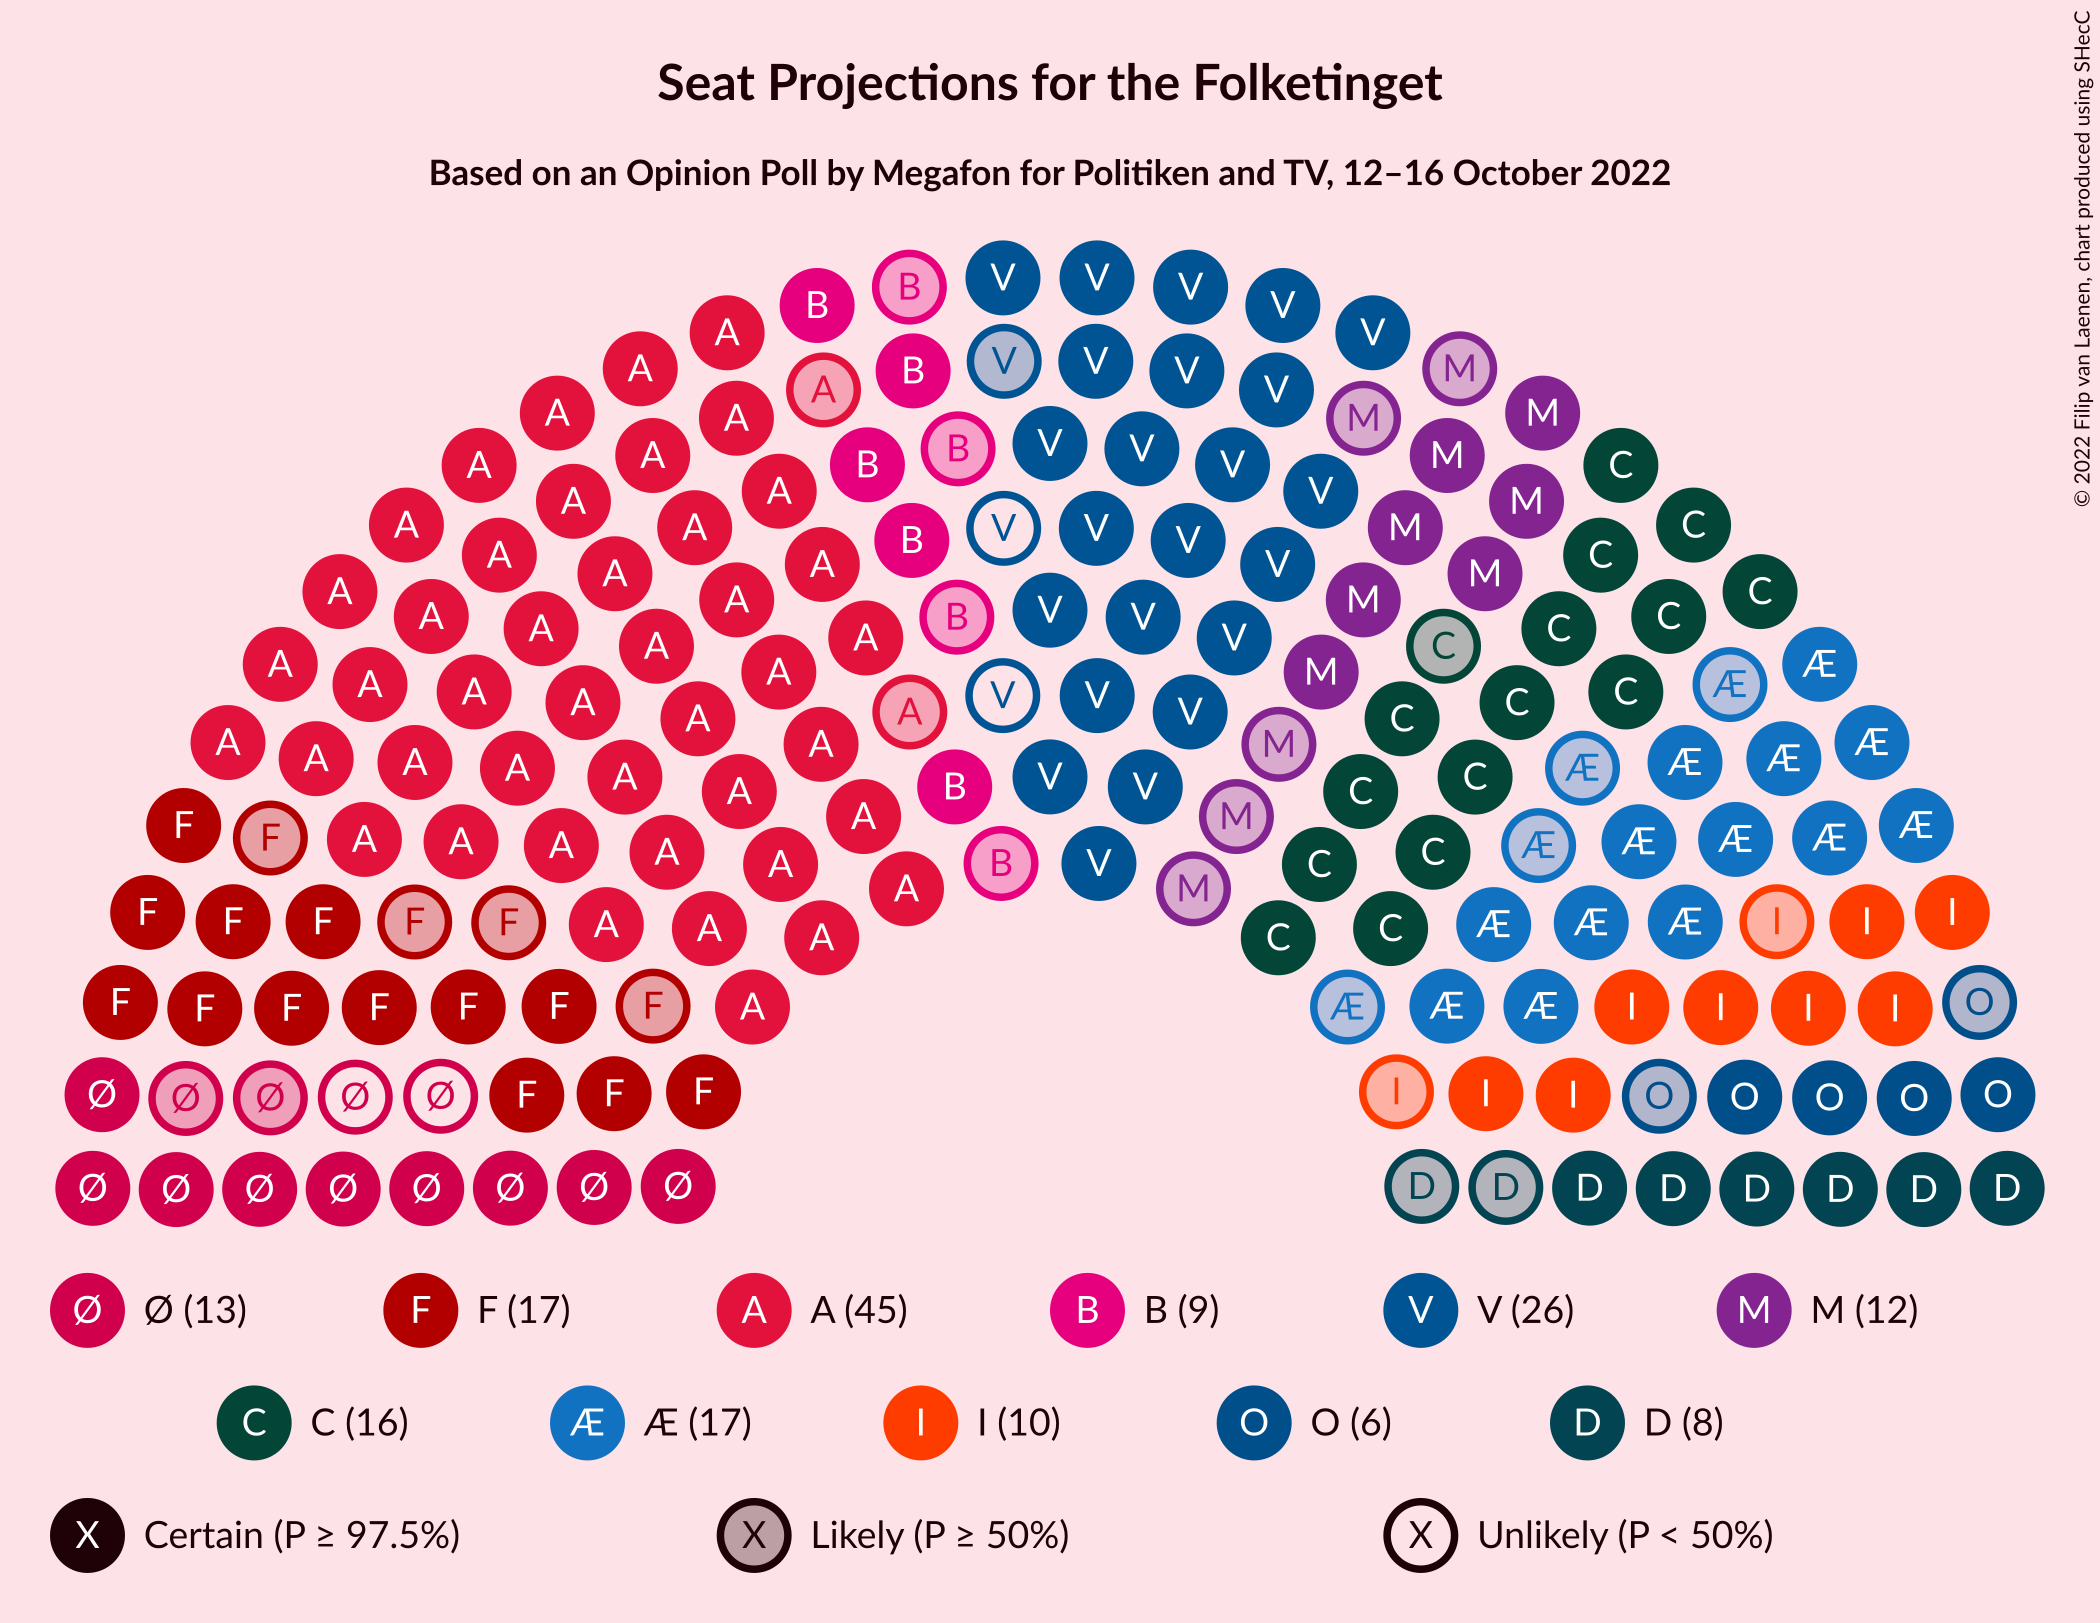 Seat Projections for the Folketinget
Based on an Opinion Poll by Megafon for Politiken and TV, 12–16 October 2022
© 2022 Filip van Laenen, chart produced using SHecC
B B V V V V V
A A B V V V V M M
A A A B B V V V V M M C
A A A A B V V V V M M C C
A A A A A B V V V M M C C C
A A A A A A V V V M C C C C Æ Æ
A A A A A A A B V V M C C C Æ Æ Æ Æ
F F A A A A A A B V M C C Æ Æ Æ Æ Æ
F F F F F A A A C C Æ Æ Æ I I I
F F F F F F F A Æ Æ Æ I I I I O
Ø Ø Ø Ø Ø F F F I I I O O O O O
Ø Ø Ø Ø Ø Ø Ø Ø D D D D D D D D
Ø Ø (13) F F (17) A A (45) B B (9) V V (26) M M (12)
C C (16) Æ Æ (17) I I (10) O O (6) D D (8)
X Certain (P ≥ 97.5%) X Likely (P ≥ 50%) X Unlikely (P < 50%)